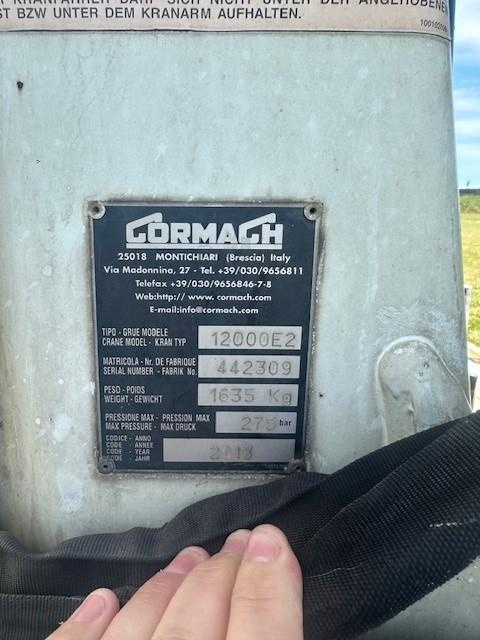 KRANFAHRER DARF SICH NICHT UNTER DER ANGEHOBENEN
ST BZW UNTER DEM KRANARM AUFHALTEN.
CORMACH
25018 MONTICHIARI (Brescia) Italy
Via Madonnina, 27 - Tel. +39/030/9656811
Telefax +39/030/9656846-7-8
Web:http// www. cormach.com
E-mail:info@cormach.com
TIPO - GRUE MODELE
CRANE MODEL - KRAN TYP 12000E2
MATRICOLA - Nr. DE FABRIQUE
SERIAL NUMBER - FABRIK No. 442309
PESO - POIDS
WEIGHT - GEWICHT 1635 Kg
PRESSIONE MAX - PRESSION MAX
MAX PRESSURE - MAX DRUCK 275 bar
CODICE - ANNO
CODE - ANNEE
CODE - YEAR 2013
CODE - JAHR